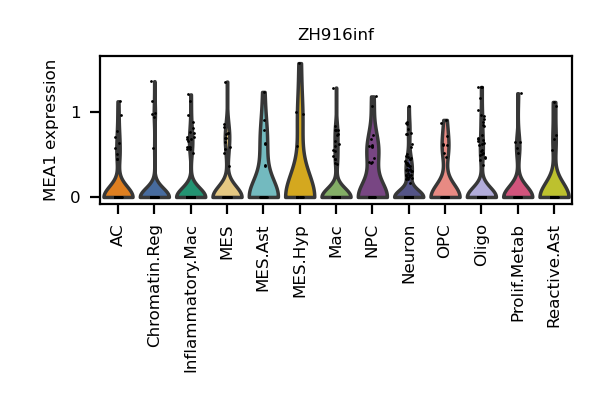 ZH916inf
MEA1 expression
1
0
AC
Chromatin.Reg
Inflammatory.Mac
MES
MES.Ast
MES.Hyp
Mac
NPC
Neuron
OPC
Oligo
Prolif.Metab
Reactive.Ast